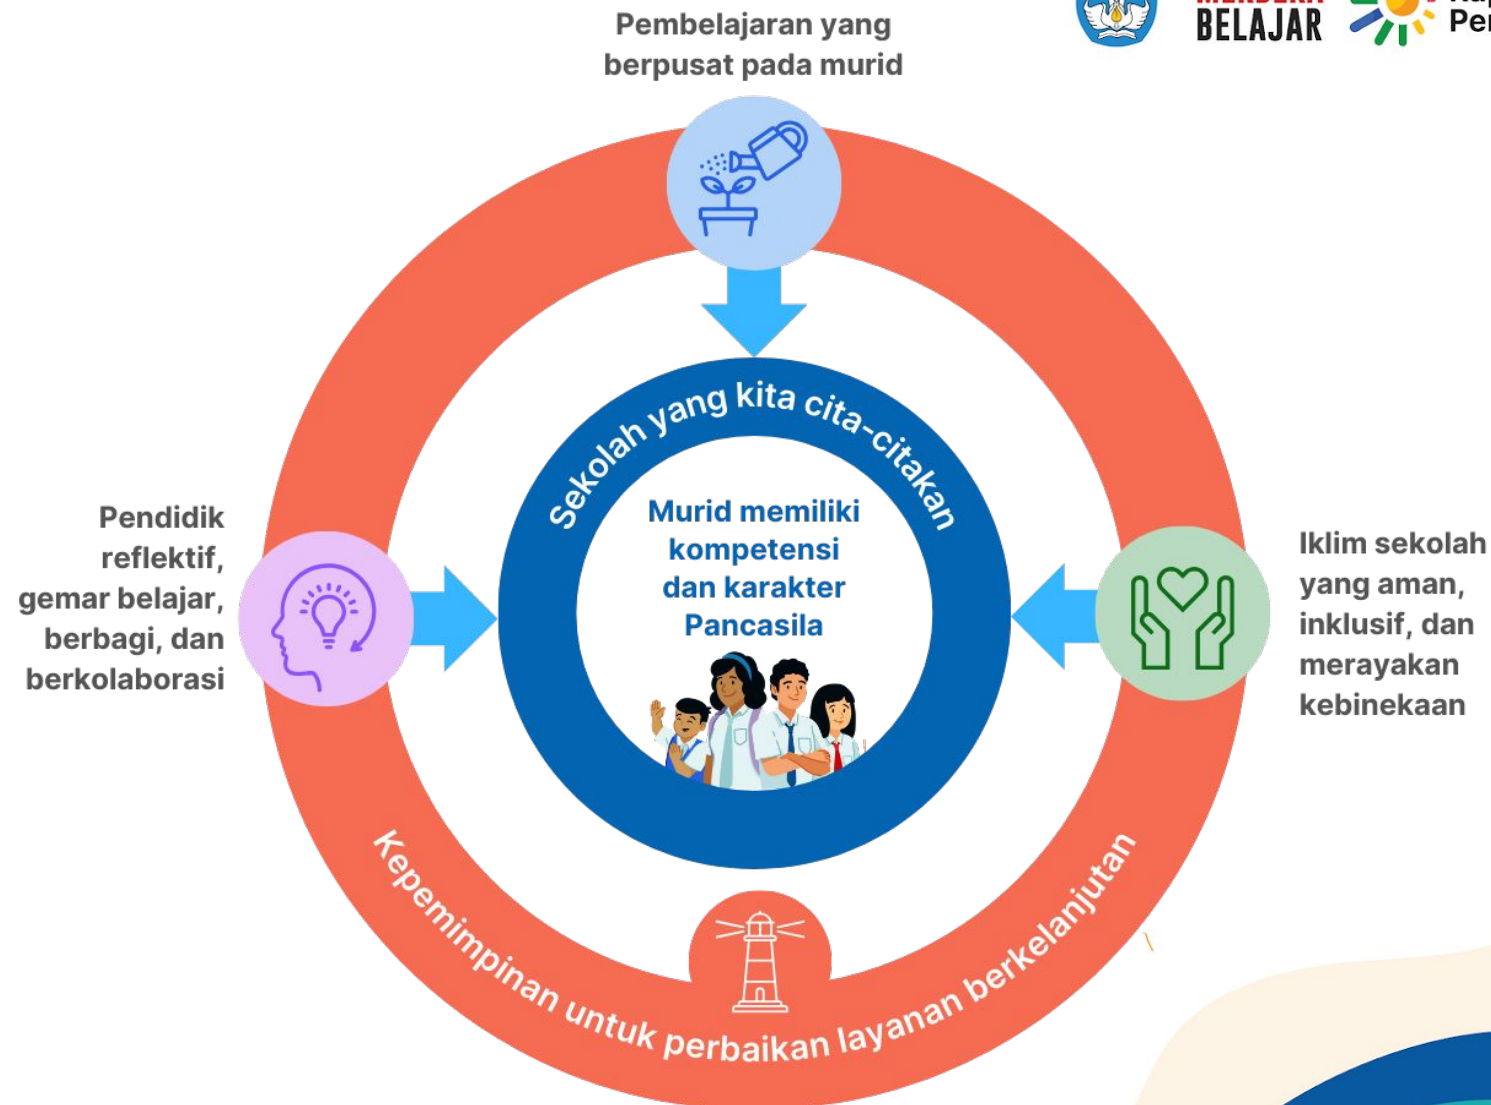 Pembelajaran yang
berpusat pada murid
BELAJAR
Sekolah yang kita cita-citakan
Murid memiliki
kompetensi
dan karakter
Pancasila
Pendidik
reflektif,
gemar belajar,
berbagi, dan
berkolaborasi
Iklim sekolah
yang aman,
inklusif, dan
merayakan
kebinekaan
Kepemimpinan untuk perbaikan layanan berkelanjutan